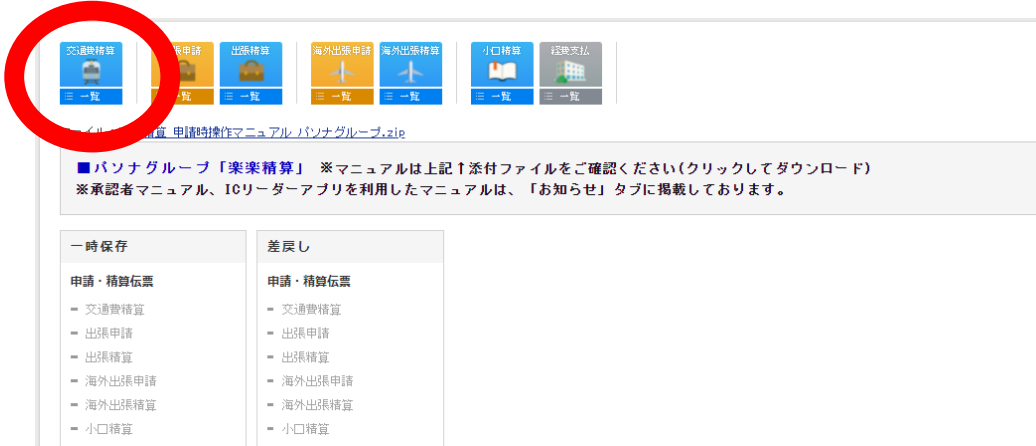 交通費精算 張申請 出張精算 海外出張申請 海外出張精算 小口精算 経費支払
一覧 一覧 一覧 一覧 一覧 一覧 一覧
算 申請時操作マニュアル パソナグループ.zip
■パソナグループ「楽楽精算」 ※マニュアルは上記↑添付ファイルをご確認ください(クリックしてダウンロード)
※承認者マニュアル、ICリーダーアプリを利用したマニュアルは、「お知らせ」タブに掲載しております。
一時保存 差戻し
申請・精算伝票 申請・精算伝票
交通費精算 交通費精算
出張申請 出張申請
出張精算 出張精算
海外出張申請 海外出張申請
海外出張精算 海外出張精算
小口精算 小口精算